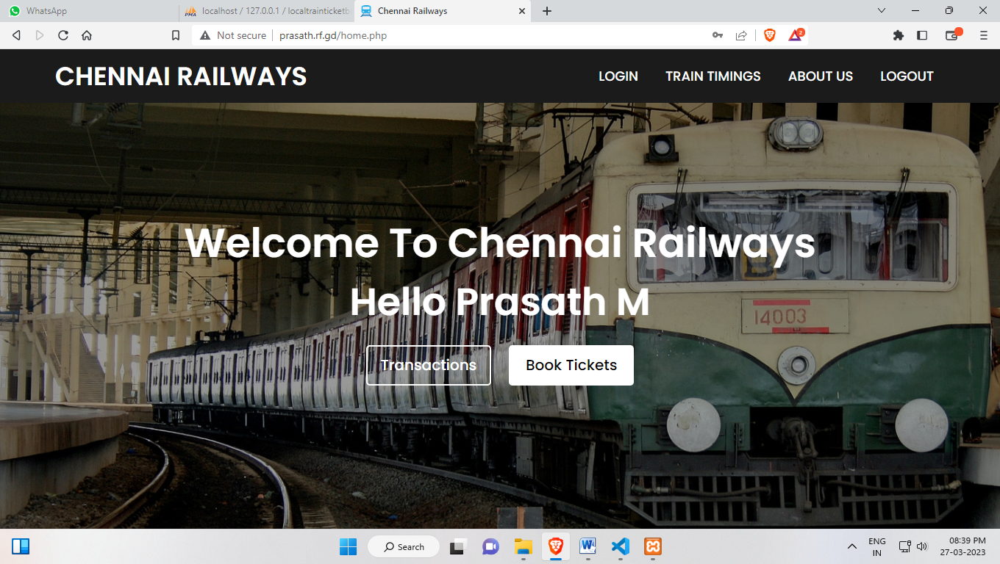 WhatsApp
localhost / 127.0.0.1 / localtrainticketb
Chennai Railways
Not secure
prasath.rf.gd/home.php
2
CHENNAI RAILWAYS
LOGIN
TRAIN TIMINGS
ABOUT US
LOGOUT
Welcome To Chennai Railways
Hello Prasath M
14003
Transactions
Book Tickets
Search
ENG
IN
08:39 PM
27-03-2023